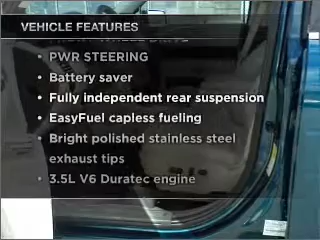 VEHICLE FEATURES
• PWR STEERING
• Battery saver
• Fully independent rear suspension
• EasyFuel capless fueling
• Bright polished stainless steel
exhaust tips
• 3.5L V6 Duratec engine